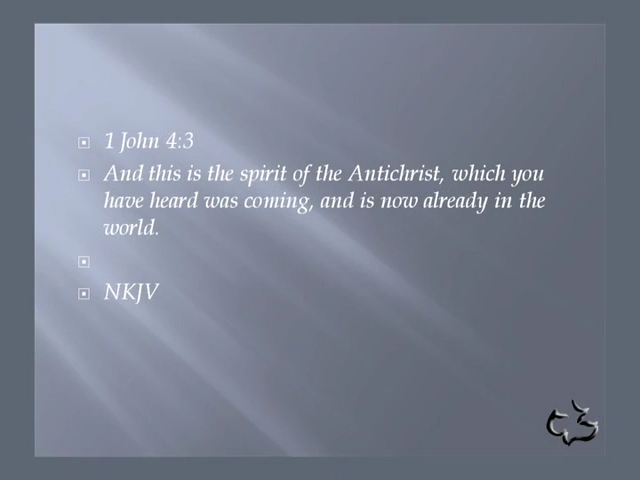 1 John 4:3
And this is the spirit of the Antichrist, which you
have heard was coming, and is now already in the
world.
NKJV